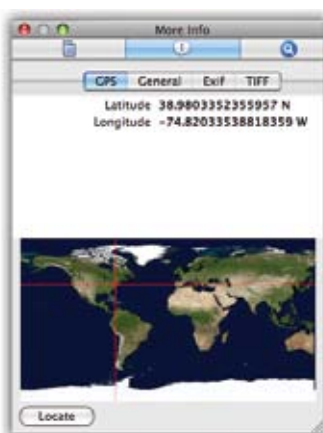 More Info
GPS General Exif TIFF
Latitude 38.9803352355957 N
Longitude -74.82033538818359 W
Locate